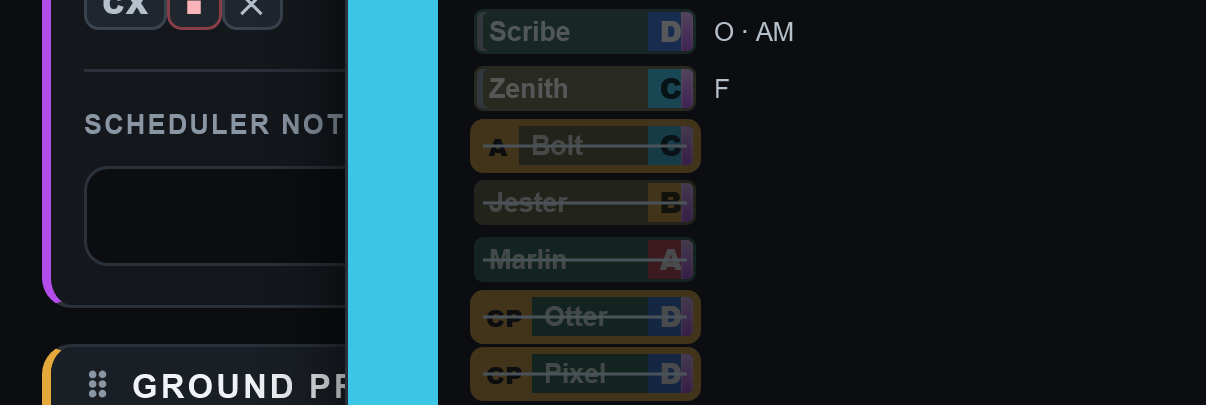 CX
SCHEDULER NOT
GROUND PR
Scribe D O · AM
Zenith C F
A Bolt C
Jester B
Marlin A
CP Otter D
CP Pixel D